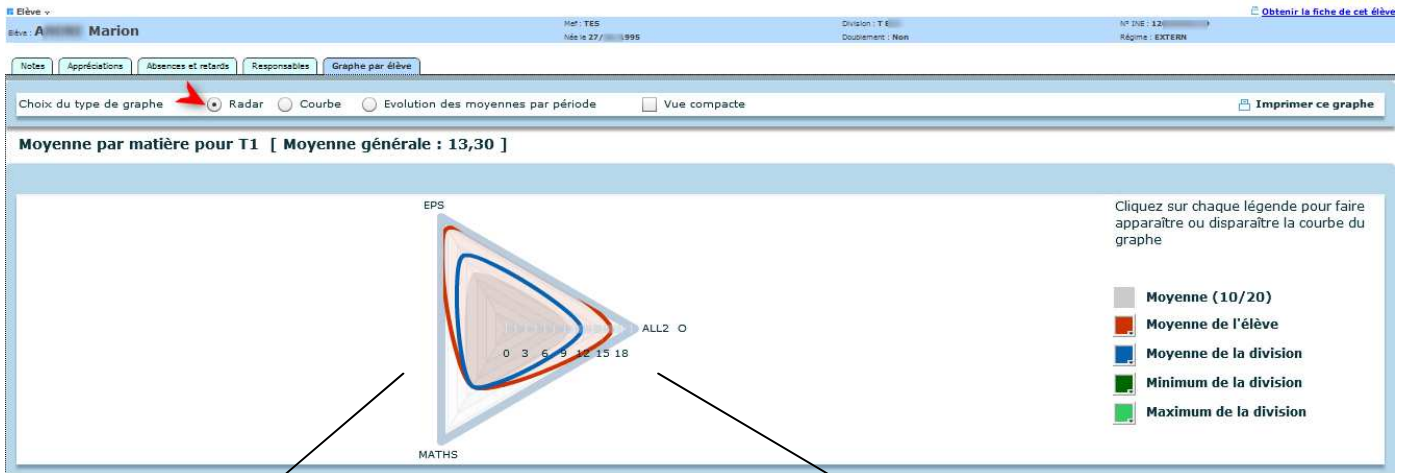 Elève
Obtenir la fiche de cet élève
Elève : A Marion
Mef : TES
Division : T E
N° INE : 12
Née le 27/ 1995
Doublement : Non
Régime : EXTERN
Notes Appréciations Absences et retards Responsables Graphe par élève
Choix du type de graphe Radar Courbe Evolution des moyennes par période Vue compacte Imprimer ce graphe
Moyenne par matière pour T1 [ Moyenne générale : 13,30 ]
EPS
ALL2 O
0 3 6 9 12 15 18
MATHS
Cliquez sur chaque légende pour faire
apparaître ou disparaître la courbe du
graphe
Moyenne (10/20)
Moyenne de l'élève
Moyenne de la division
Minimum de la division
Maximum de la division